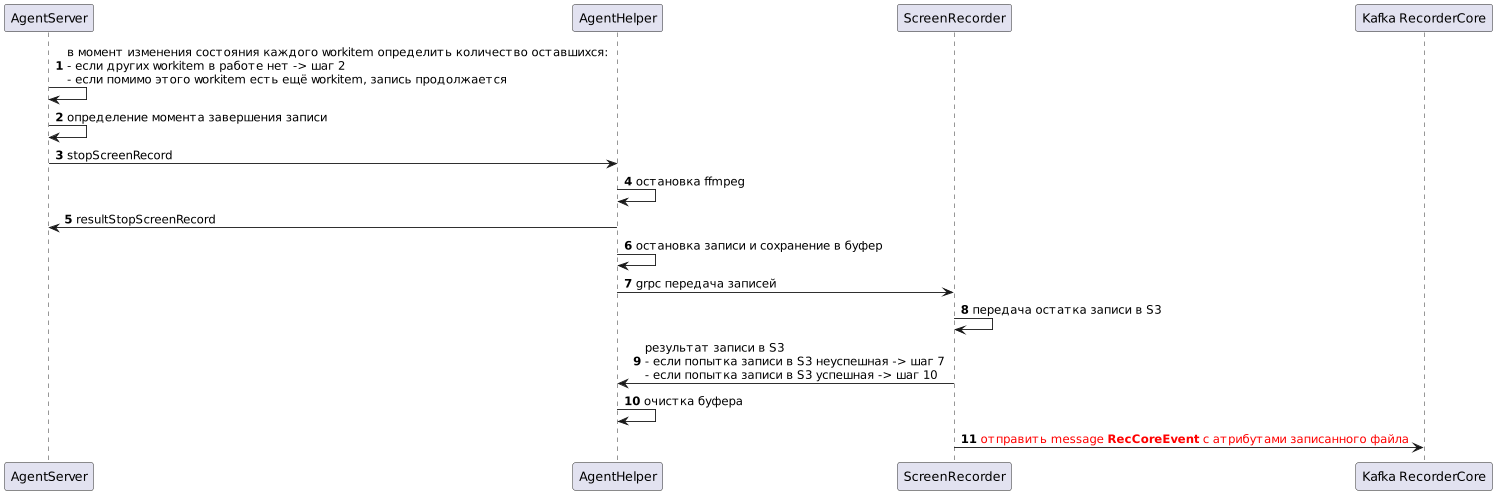 AgentServer AgentHelper ScreenRecorder Kafka RecorderCore
в момент изменения состояния каждого workitem определить количество оставшихся:
1 - если других workitem в работе нет -> шаг 2
- если помимо этого workitem есть ещё workitem, запись продолжается
2 определение момента завершения записи
3 stopScreenRecord
4 остановка ffmpeg
5 resultStopScreenRecord
6 остановка записи и сохранение в буфер
7 grpc передача записей
8 передача остатка записи в S3
результат записи в S3
9 - если попытка записи в S3 неуспешная -> шаг 7
- если попытка записи в S3 успешная -> шаг 10
10 очистка буфера
11 отправить message RecCoreEvent с атрибутами записанного файла
AgentServer AgentHelper ScreenRecorder Kafka RecorderCore